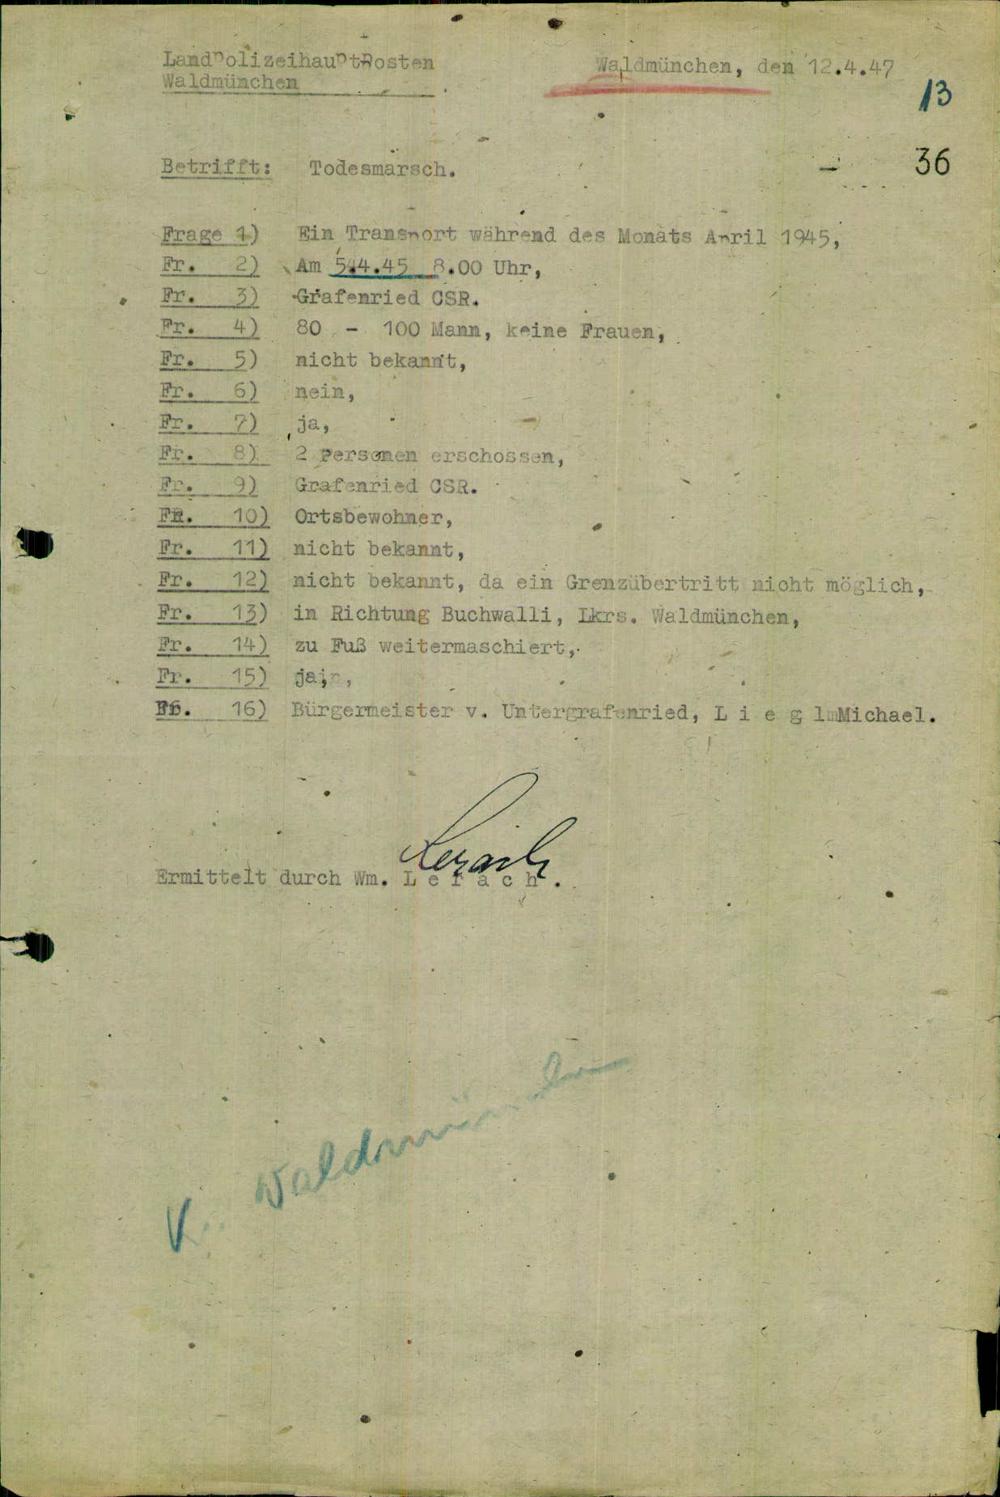 Landpolizeihauptposten Waldmünchen, den 12.4.47
Waldmünchen
13
Betrifft: Todesmarsch. - 36
Frage 1) Ein Transport während des Monats April 1945,
Fr. 2) Am 5.4.45 8.00 Uhr,
Fr. 3) Grafenried CSR.
Fr. 4) 80 - 100 Mann, keine Frauen,
Fr. 5) nicht bekannt,
Fr. 6) nein,
Fr. 7) ja,
Fr. 8) 2 Personen erschossen,
Fr. 9) Grafenried CSR.
FR. 10) Ortsbewohner,
Fr. 11) nicht bekannt,
Fr. 12) nicht bekannt, da ein Grenzübertritt nicht möglich,
Fr. 13) in Richtung Buchwalli, Lkrs. Waldmünchen,
Fr. 14) zu Fuß weitermaschiert,
Fr. 15) ja,
Fr. 16) Bürgermeister v. Untergrafenried, L i e g l Michael.
Lerach
Ermittelt durch Wm. L e r a c h .
Waldmünchen